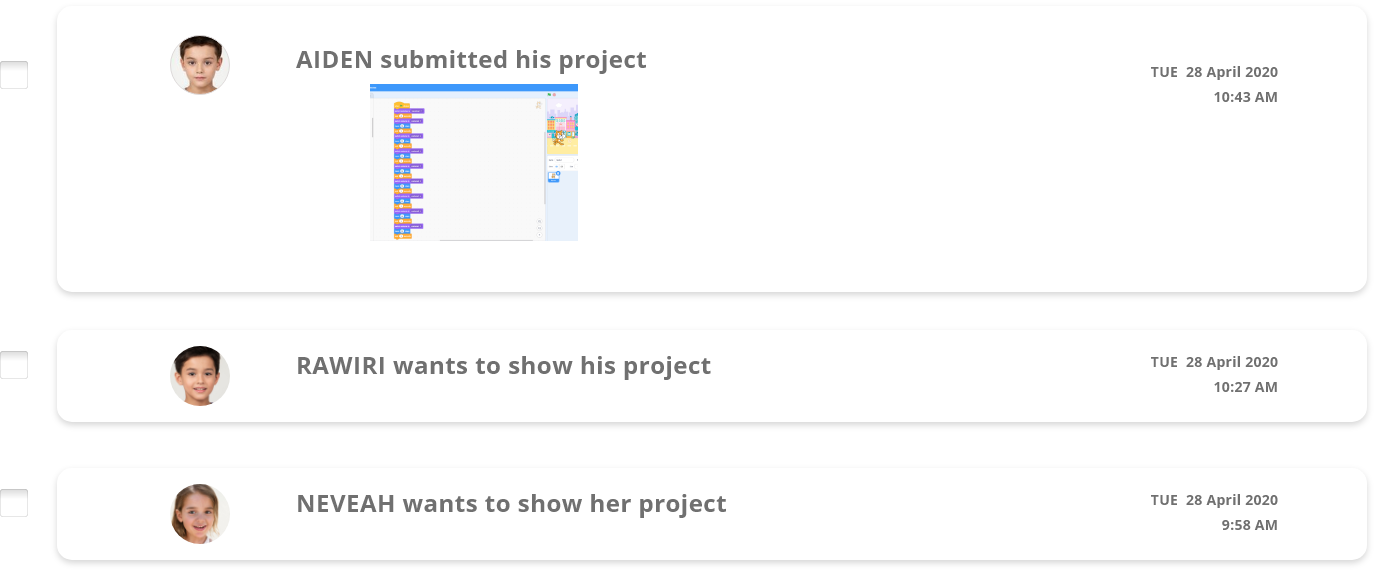 AIDEN submitted his project
TUE 28 April 2020
10:43 AM
RAWIRI wants to show his project
TUE 28 April 2020
10:27 AM
NEVEAH wants to show her project
TUE 28 April 2020
9:58 AM